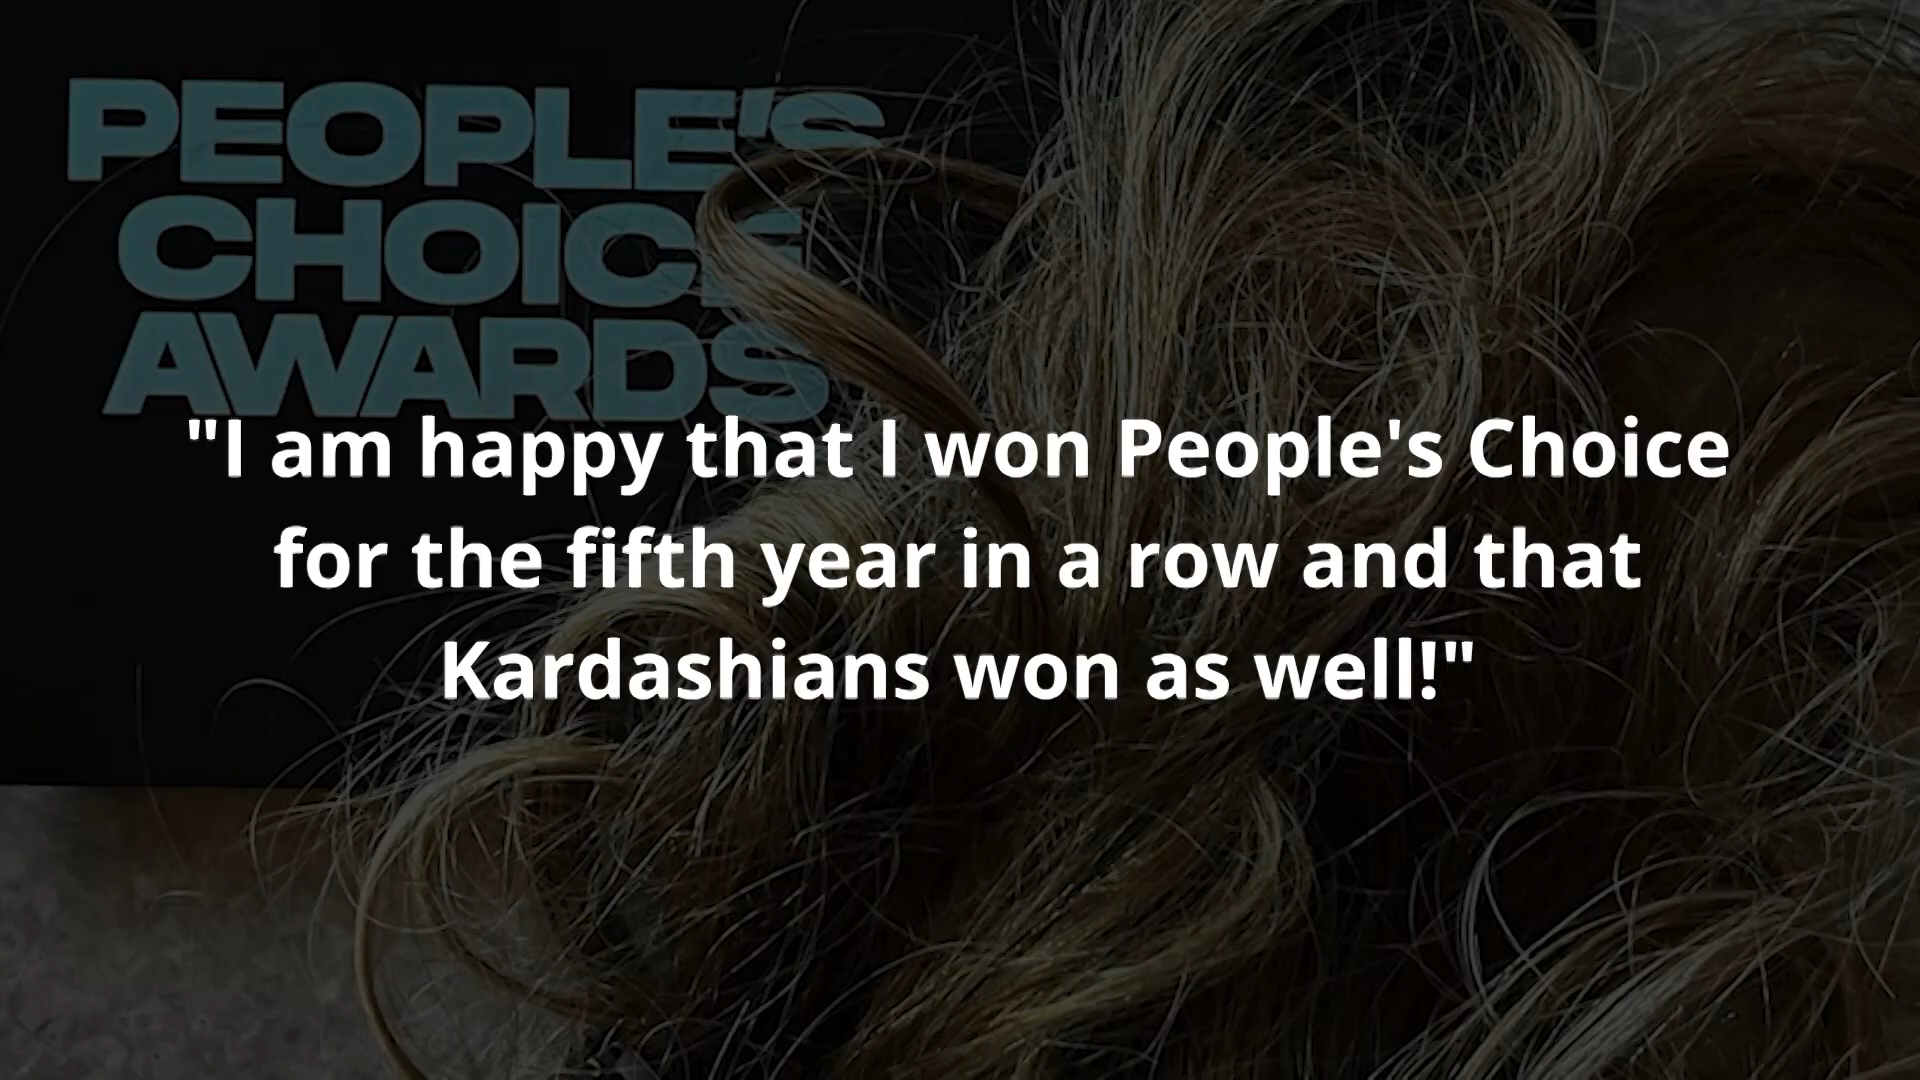 PEOPLE'S
CHOICE
AWARDS
"I am happy that I won People's Choice
for the fifth year in a row and that
Kardashians won as well!"